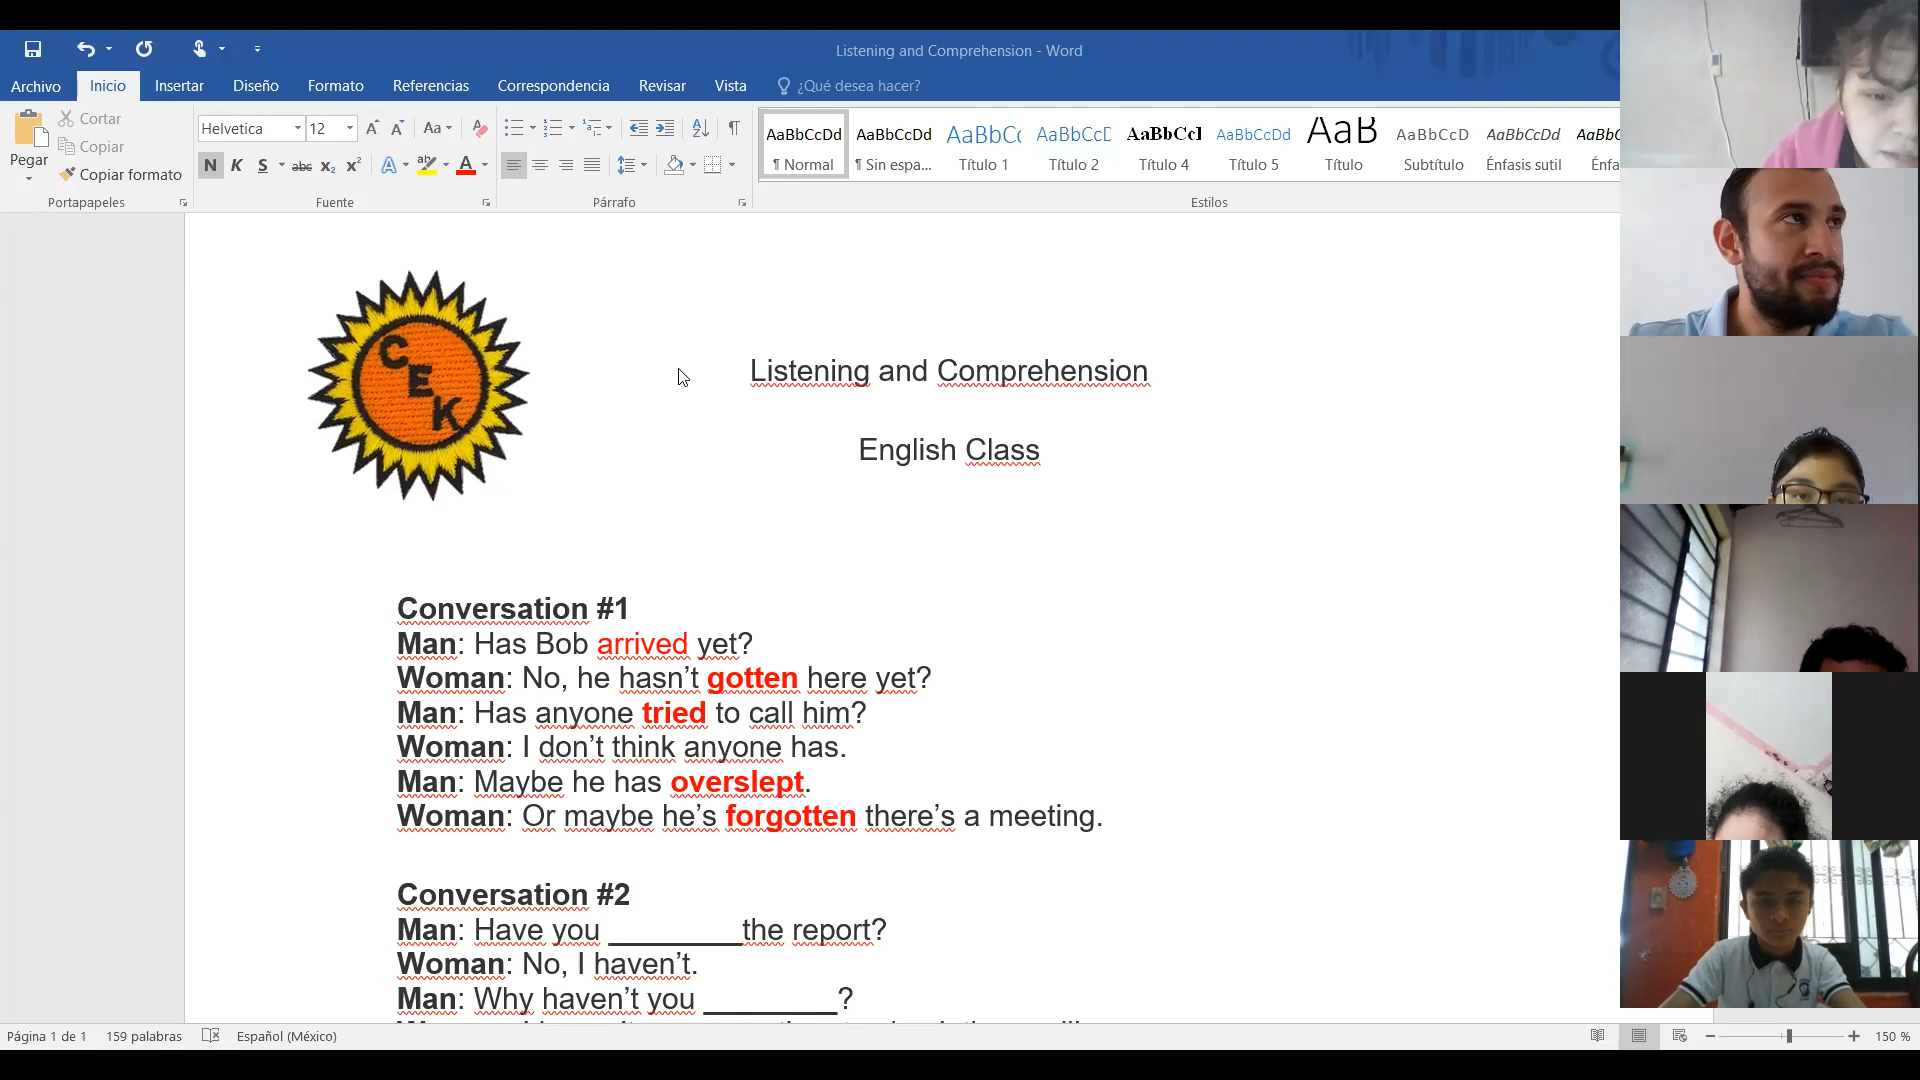 Listening and Comprehension - Word
Archivo Inicio Insertar Diseño Formato Referencias Correspondencia Revisar Vista ¿Qué desea hacer?
Pegar
Cortar
Copiar
Copiar formato
Portapapeles
Helvetica 12
N K S abc x₂ x²
Fuente
Párrafo
AaBbCcDd AaBbCcDd AaBbC AaBbCcD AaBbCcI AaBbCcDd AaB AaBbCcD AaBbCcDd AaBbC
¶ Normal ¶ Sin espa... Título 1 Título 2 Título 4 Título 5 Título Subtítulo Énfasis sutil Énfa
Estilos
CEK
Listening and Comprehension
English Class
Conversation #1
Man: Has Bob arrived yet?
Woman: No, he hasn’t gotten here yet?
Man: Has anyone tried to call him?
Woman: I don’t think anyone has.
Man: Maybe he has overslept.
Woman: Or maybe he’s forgotten there’s a meeting.
Conversation #2
Man: Have you ________the report?
Woman: No, I haven’t.
Man: Why haven’t you ________?
Página 1 de 1 159 palabras Español (México) 150 %